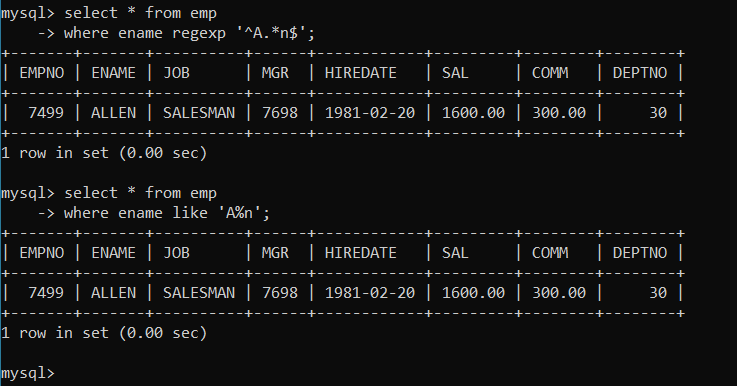 mysql> select * from emp
    -> where ename regexp '^A.*n$';
+-------+-------+----------+------+------------+---------+--------+--------+
| EMPNO | ENAME | JOB      | MGR  | HIREDATE   | SAL     | COMM   | DEPTNO |
+-------+-------+----------+------+------------+---------+--------+--------+
|  7499 | ALLEN | SALESMAN | 7698 | 1981-02-20 | 1600.00 | 300.00 |     30 |
+-------+-------+----------+------+------------+---------+--------+--------+
1 row in set (0.00 sec)

mysql> select * from emp
    -> where ename like 'A%n';
+-------+-------+----------+------+------------+---------+--------+--------+
| EMPNO | ENAME | JOB      | MGR  | HIREDATE   | SAL     | COMM   | DEPTNO |
+-------+-------+----------+------+------------+---------+--------+--------+
|  7499 | ALLEN | SALESMAN | 7698 | 1981-02-20 | 1600.00 | 300.00 |     30 |
+-------+-------+----------+------+------------+---------+--------+--------+
1 row in set (0.00 sec)

mysql>